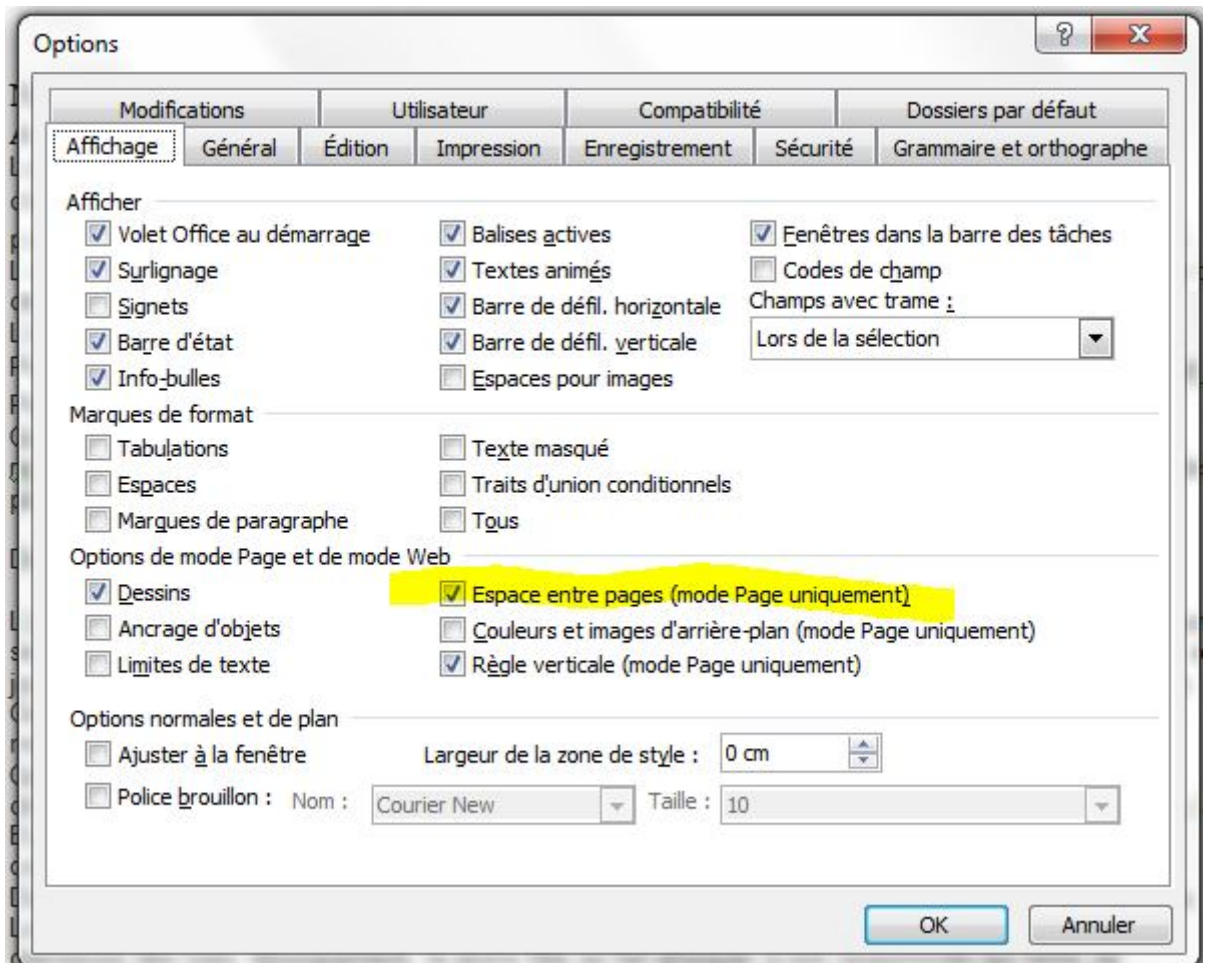 Options
Modifications Utilisateur Compatibilité Dossiers par défaut
Affichage Général Édition Impression Enregistrement Sécurité Grammaire et orthographe
Afficher
Volet Office au démarrage Balises actives Fenêtres dans la barre des tâches
Surlignage Textes animés Codes de champ
Signets Barre de défil. horizontale Champs avec trame :
Barre d'état Barre de défil. verticale Lors de la sélection
Info-bulles Espaces pour images
Marques de format
Tabulations Texte masqué
Espaces Traits d'union conditionnels
Marques de paragraphe Tous
Options de mode Page et de mode Web
Dessins Espace entre pages (mode Page uniquement)
Ancrage d'objets Couleurs et images d'arrière-plan (mode Page uniquement)
Limites de texte Règle verticale (mode Page uniquement)
Options normales et de plan
Ajuster à la fenêtre Largeur de la zone de style : 0 cm
Police brouillon : Nom : Courier New Taille : 10
OK Annuler